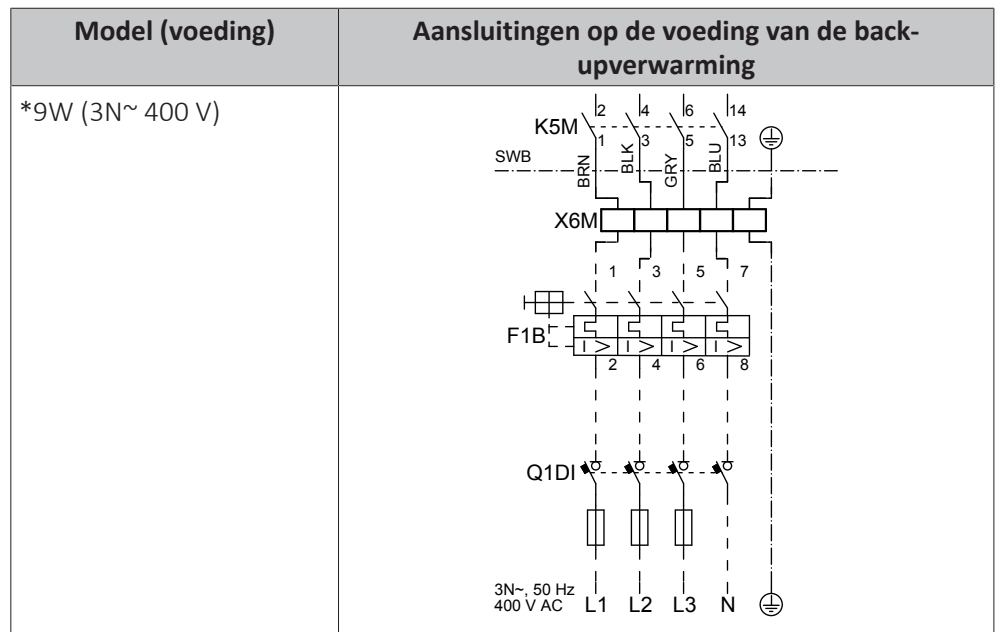 Model (voeding)
Aansluitingen op de voeding van de back-
upverwarming
*9W (3N~ 400 V)
2 4 6 14
K5M
1 3 5 13
SWB
BRN BLK GRY BLU
X6M
1 3 5 7
F1B
I > I > I > I >
2 4 6 8
Q1DI
3N~, 50 Hz
400 V AC L1 L2 L3 N